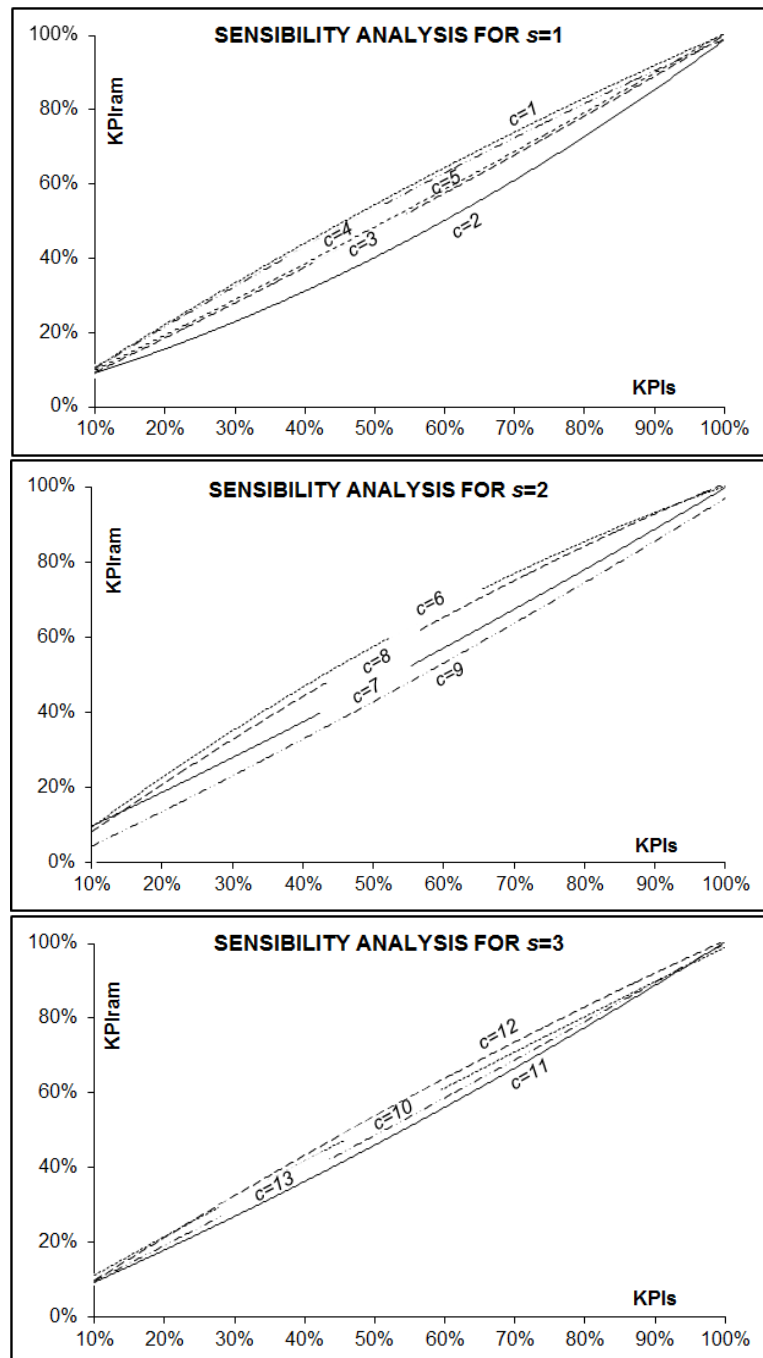 SENSIBILITY ANALYSIS FOR s=1
100%
80%
60%
40%
20%
0%
KPIram
c=1
c=5
c=4
c=3
c=2
KPIs
10% 20% 30% 40% 50% 60% 70% 80% 90% 100%
SENSIBILITY ANALYSIS FOR s=2
100%
80%
60%
40%
20%
0%
KPIram
c=6
c=8
c=7
c=9
KPIs
10% 20% 30% 40% 50% 60% 70% 80% 90% 100%
SENSIBILITY ANALYSIS FOR s=3
100%
80%
60%
40%
20%
0%
KPIram
c=12
c=11
c=10
c=13
KPIs
10% 20% 30% 40% 50% 60% 70% 80% 90% 100%